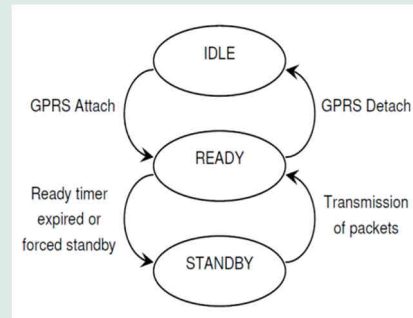 IDLE
GPRS Attach
GPRS Detach
READY
Ready timer
expired or
forced standby
Transmission
of packets
STANDBY